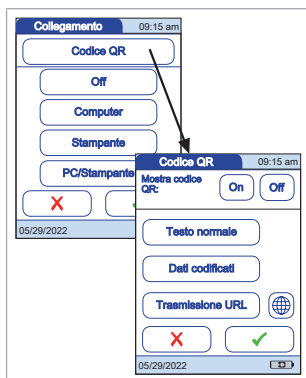 Collegamento 09:15 am
Codice QR
Off
Computer
Stampante
PC/Stampante
05/29/2022
Codice QR 09:15 am
Mostra codice
QR:
On Off
Testo normale
Dati codificati
Trasmissione URL
05/29/2022